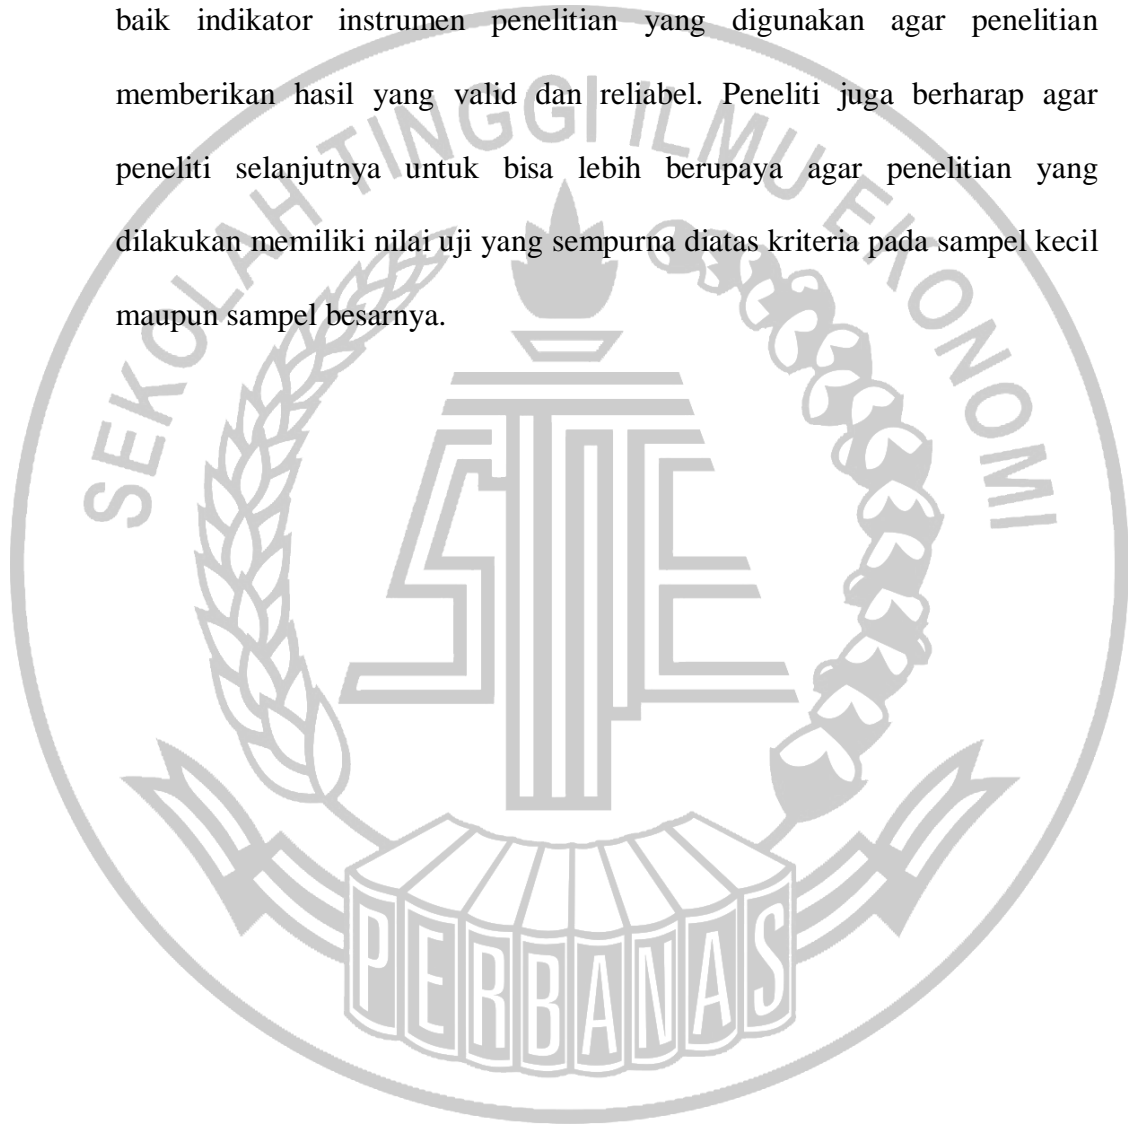 baik indikator instrumen penelitian yang digunakan agar penelitian
memberikan hasil yang valid dan reliabel. Peneliti juga berharap agar
peneliti selanjutnya untuk bisa lebih berupaya agar penelitian yang
dilakukan memiliki nilai uji yang sempurna diatas kriteria pada sampel kecil
maupun sampel besarnya.
SEKOLAH TINGGI ILMU EKONOMI
STIE
PERBANAS